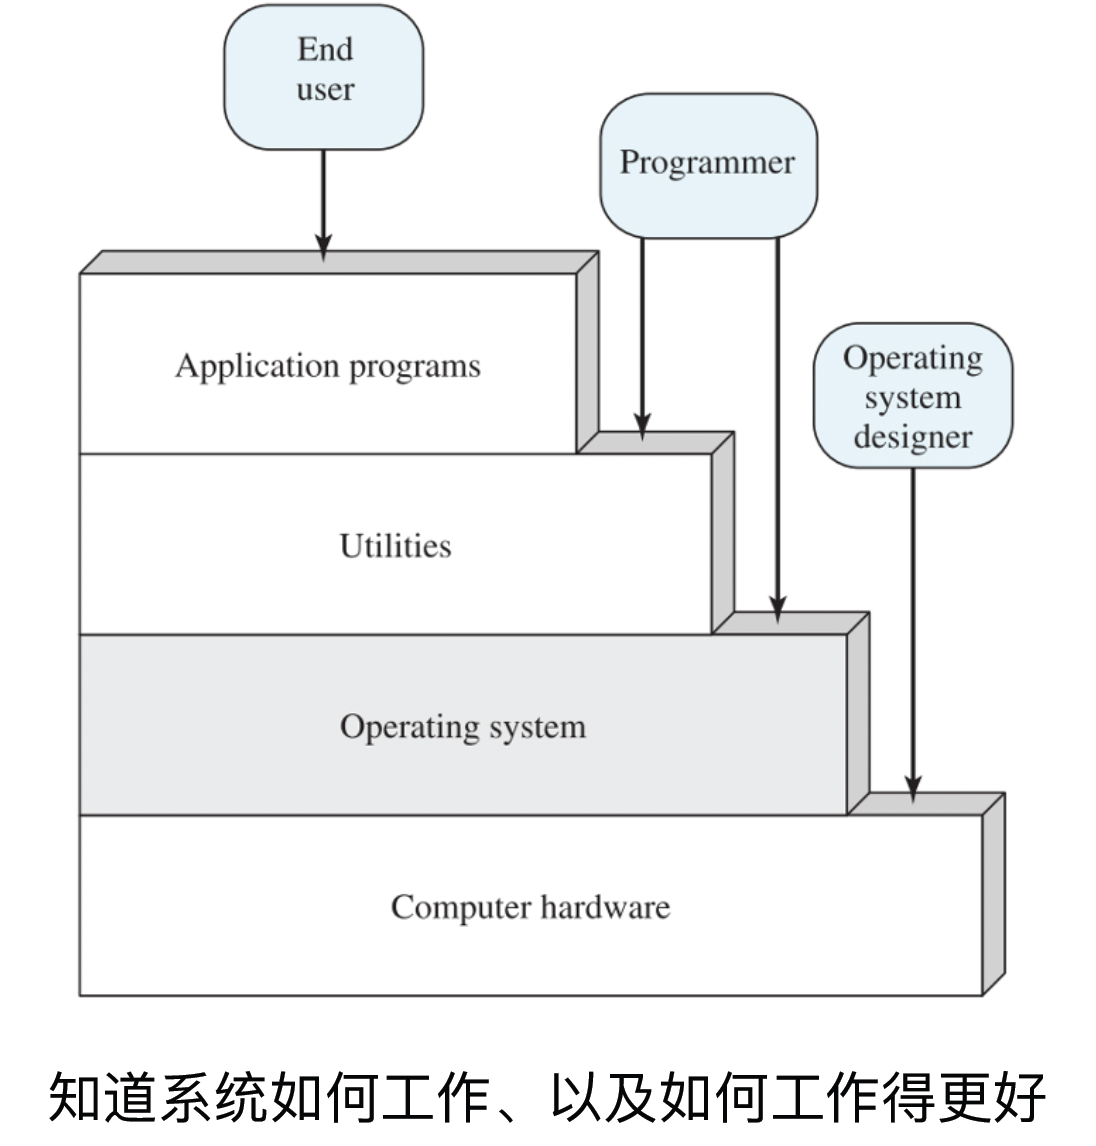 End
user
Programmer
Operating
system
designer
Application programs
Utilities
Operating system
Computer hardware
知道系统如何工作、以及如何工作得更好